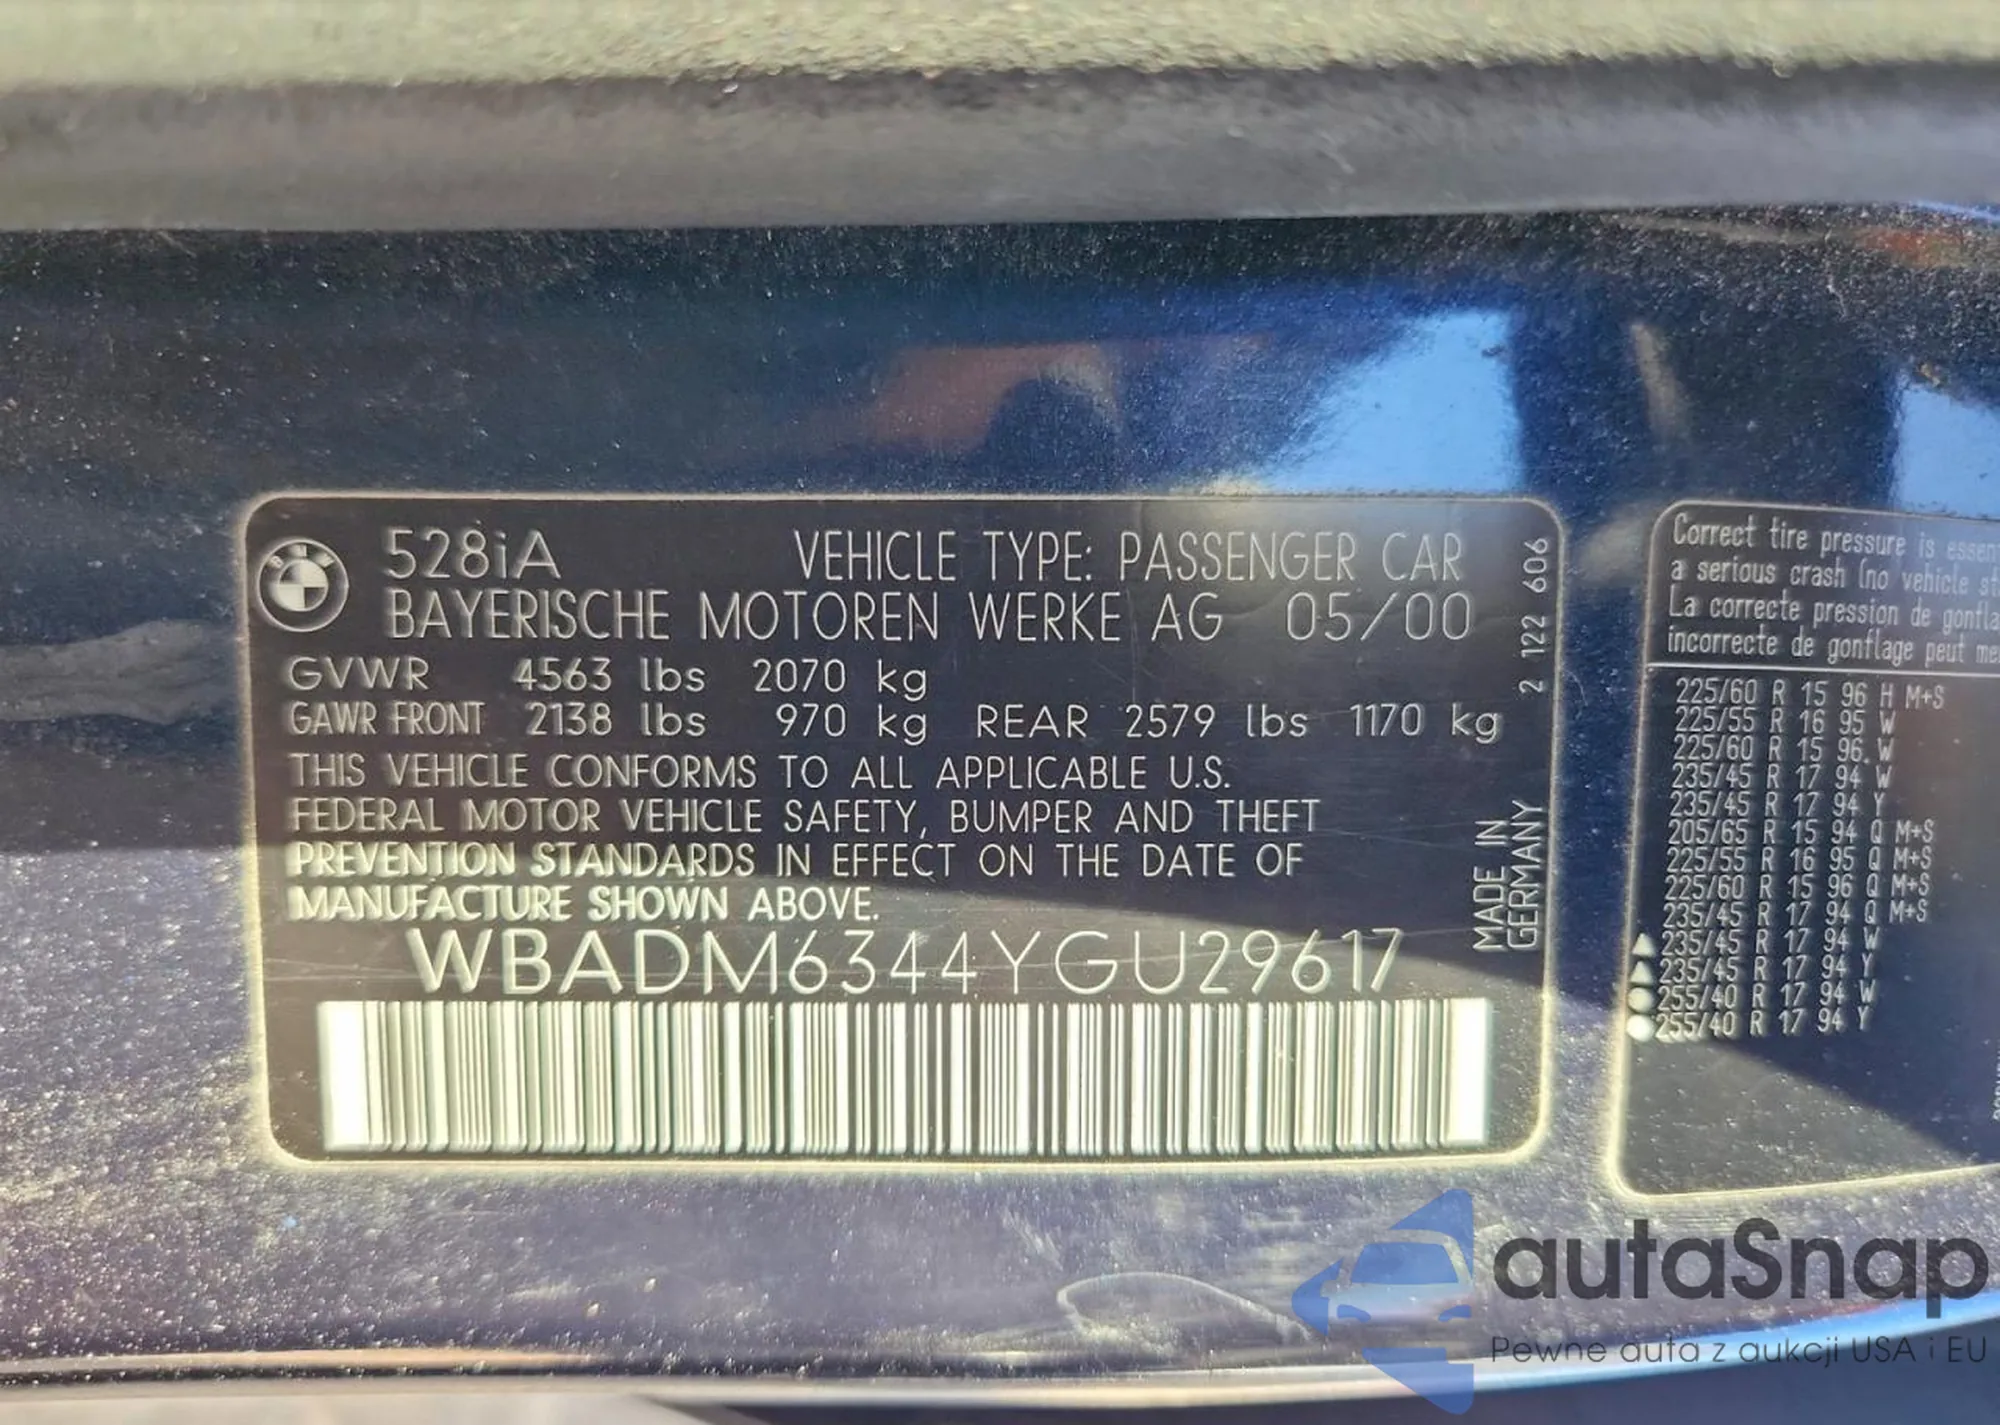 BMW
528iA VEHICLE TYPE: PASSENGER CAR
BAYERISCHE MOTOREN WERKE AG 05/00
GVWR 4563 lbs 2070 kg
GAWR FRONT 2138 lbs 970 kg REAR 2579 lbs 1170 kg
THIS VEHICLE CONFORMS TO ALL APPLICABLE U.S.
FEDERAL MOTOR VEHICLE SAFETY, BUMPER AND THEFT
PREVENTION STANDARDS IN EFFECT ON THE DATE OF
MANUFACTURE SHOWN ABOVE.
WBADM6344YGU29617
2 122 606
MADE IN
GERMANY
Correct tire pressure is
a serious crash (no vehicle
La correcte pression de
incorrecte de gonflage peut
225/60 R 15 96 H M+S
225/55 R 16 95 W
225/60 R 15 96.W
235/45 R 17 94 W
235/45 R 17 94 Y
205/65 R 15 94 Q M+S
225/55 R 16 95 Q M+S
225/60 R 15 96 Q M+S
235/45 R 17 94 Q M+S
235/45 R 17 94 W
235/45 R 17 94 Y
255/40 R 17 94 W
255/40 R 17 94 Y
autaSnap
Pewne auta z aukcji USA i EU